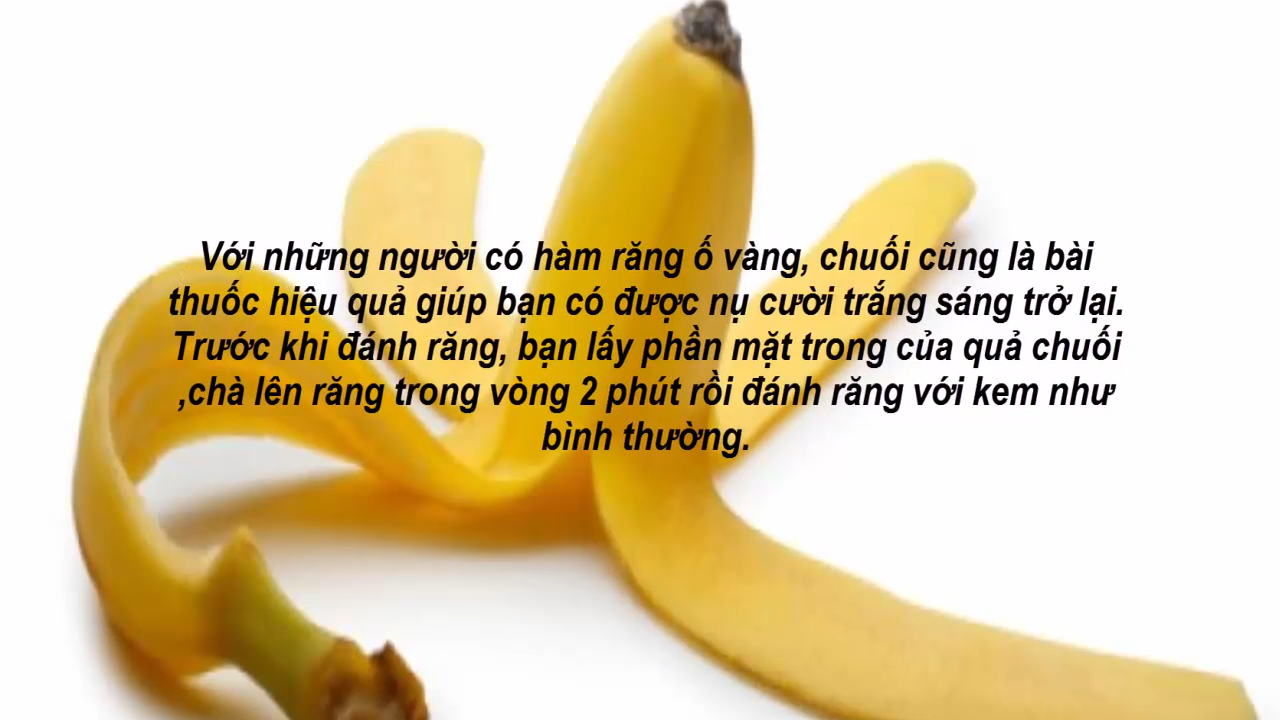 Với những người có hàm răng ố vàng, chuối cũng là bài
thuốc hiệu quả giúp bạn có được nụ cười trắng sáng trở lại.
Trước khi đánh răng, bạn lấy phần mặt trong của quả chuối
,chà lên răng trong vòng 2 phút rồi đánh răng với kem như
bình thường.